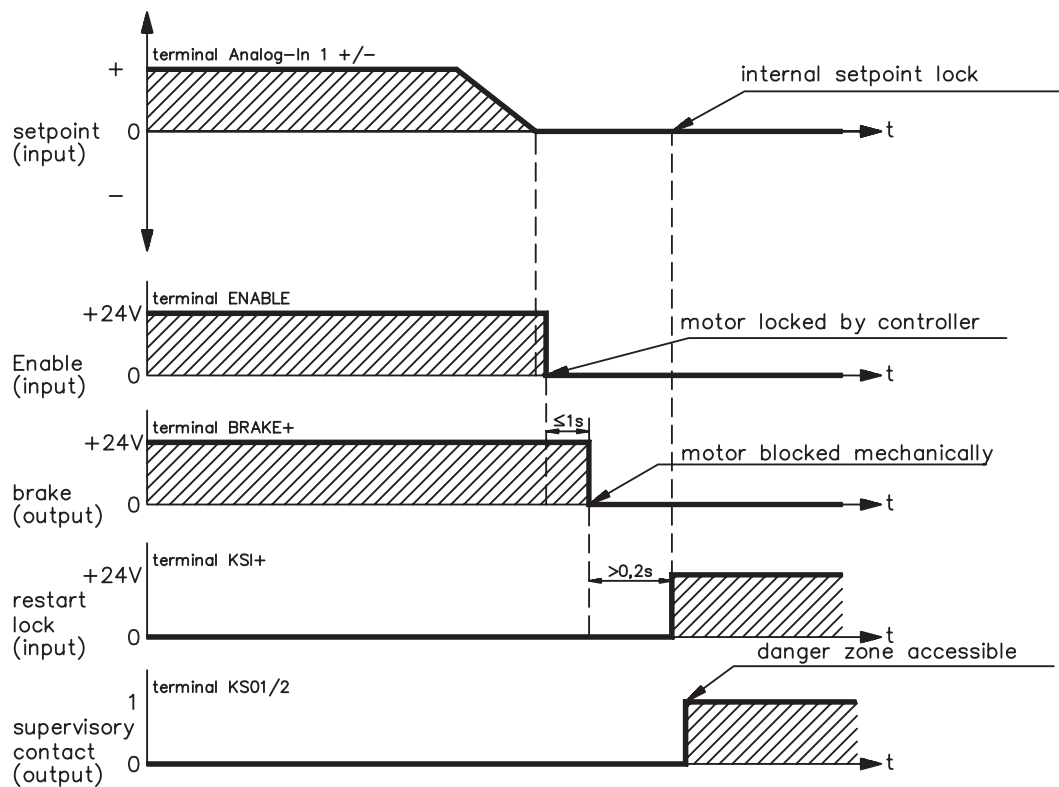 terminal Analog-In 1 +/-
+
internal setpoint lock
setpoint
(input)
0
t
-
terminal ENABLE
+24V
motor locked by controller
Enable
(input)
0
t
terminal BRAKE+
≤1s
+24V
motor blocked mechanically
brake
(output)
0
t
terminal KSI+
+24V
>0,2s
restart
lock
(input)
0
t
danger zone accessible
terminal KS01/2
1
supervisory
contact
(output)
0
t